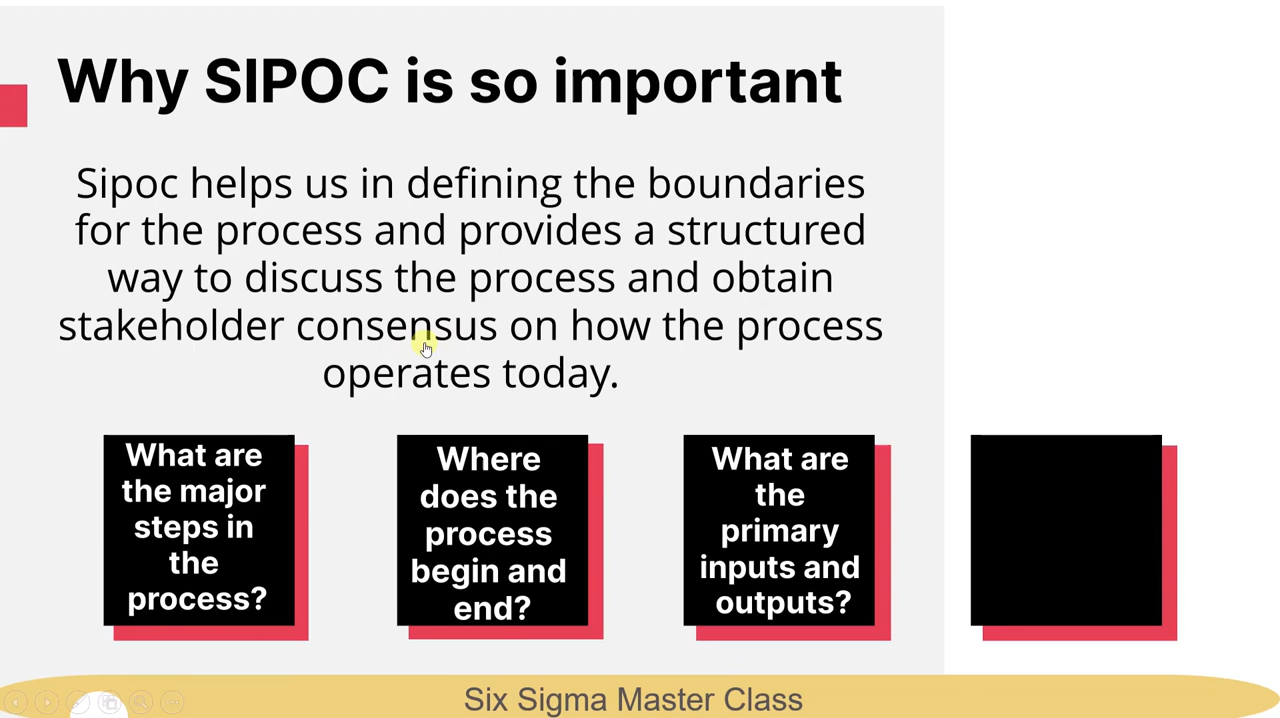 Why SIPOC is so important
Sipoc helps us in defining the boundaries
for the process and provides a structured
way to discuss the process and obtain
stakeholder consensus on how the process
operates today.
What are
the major
steps in
the
process?
Where
does the
process
begin and
end?
What are
the
primary
inputs and
outputs?
Six Sigma Master Class